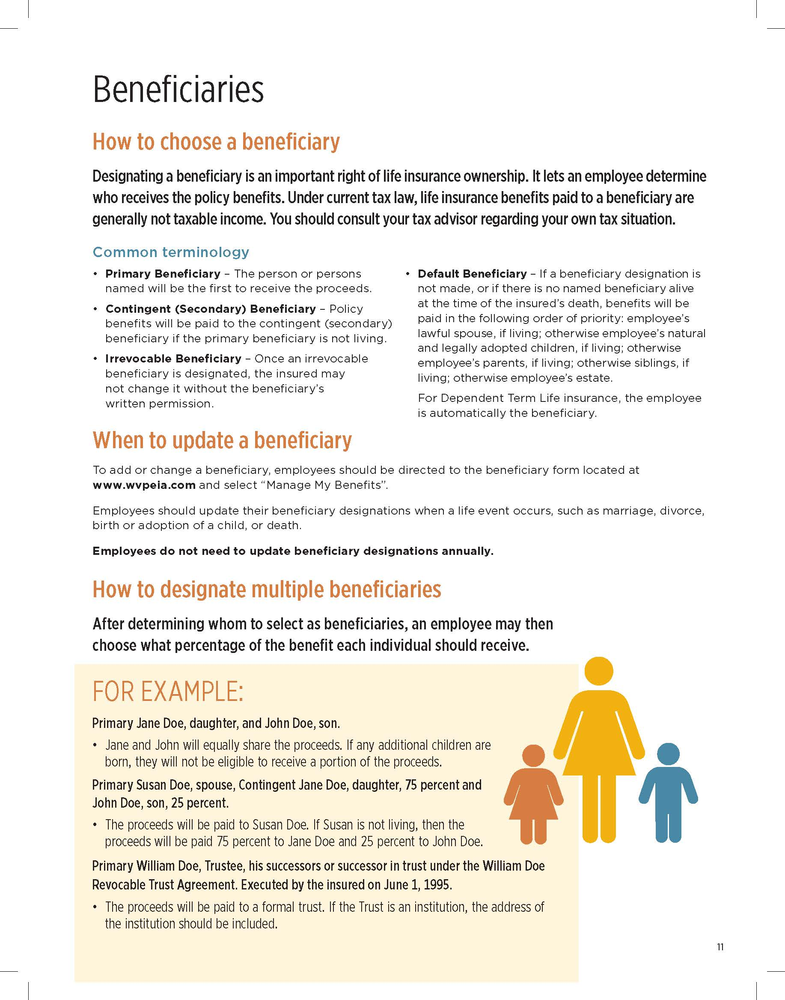 Beneficiaries
How to choose a beneficiary
Designating a beneficiary is an important right of life insurance ownership. It lets an employee determine
who receives the policy benefits. Under current tax law, life insurance benefits paid to a beneficiary are
generally not taxable income. You should consult your tax advisor regarding your own tax situation.
Common terminology
• Primary Beneficiary – The person or persons
named will be the first to receive the proceeds.
• Contingent (Secondary) Beneficiary – Policy
benefits will be paid to the contingent (secondary)
beneficiary if the primary beneficiary is not living.
• Irrevocable Beneficiary – Once an irrevocable
beneficiary is designated, the insured may
not change it without the beneficiary’s
written permission.
• Default Beneficiary – If a beneficiary designation is
not made, or if there is no named beneficiary alive
at the time of the insured’s death, benefits will be
paid in the following order of priority: employee’s
lawful spouse, if living; otherwise employee’s natural
and legally adopted children, if living; otherwise
employee’s parents, if living; otherwise siblings, if
living; otherwise employee’s estate.
For Dependent Term Life insurance, the employee
is automatically the beneficiary.
When to update a beneficiary
To add or change a beneficiary, employees should be directed to the beneficiary form located at
www.wvpeia.com and select “Manage My Benefits”.
Employees should update their beneficiary designations when a life event occurs, such as marriage, divorce,
birth or adoption of a child, or death.
Employees do not need to update beneficiary designations annually.
How to designate multiple beneficiaries
After determining whom to select as beneficiaries, an employee may then
choose what percentage of the benefit each individual should receive.
FOR EXAMPLE:
Primary Jane Doe, daughter, and John Doe, son.
• Jane and John will equally share the proceeds. If any additional children are
born, they will not be eligible to receive a portion of the proceeds.
Primary Susan Doe, spouse, Contingent Jane Doe, daughter, 75 percent and
John Doe, son, 25 percent.
• The proceeds will be paid to Susan Doe. If Susan is not living, then the
proceeds will be paid 75 percent to Jane Doe and 25 percent to John Doe.
Primary William Doe, Trustee, his successors or successor in trust under the William Doe
Revocable Trust Agreement. Executed by the insured on June 1, 1995.
• The proceeds will be paid to a formal trust. If the Trust is an institution, the address of
the institution should be included.
11